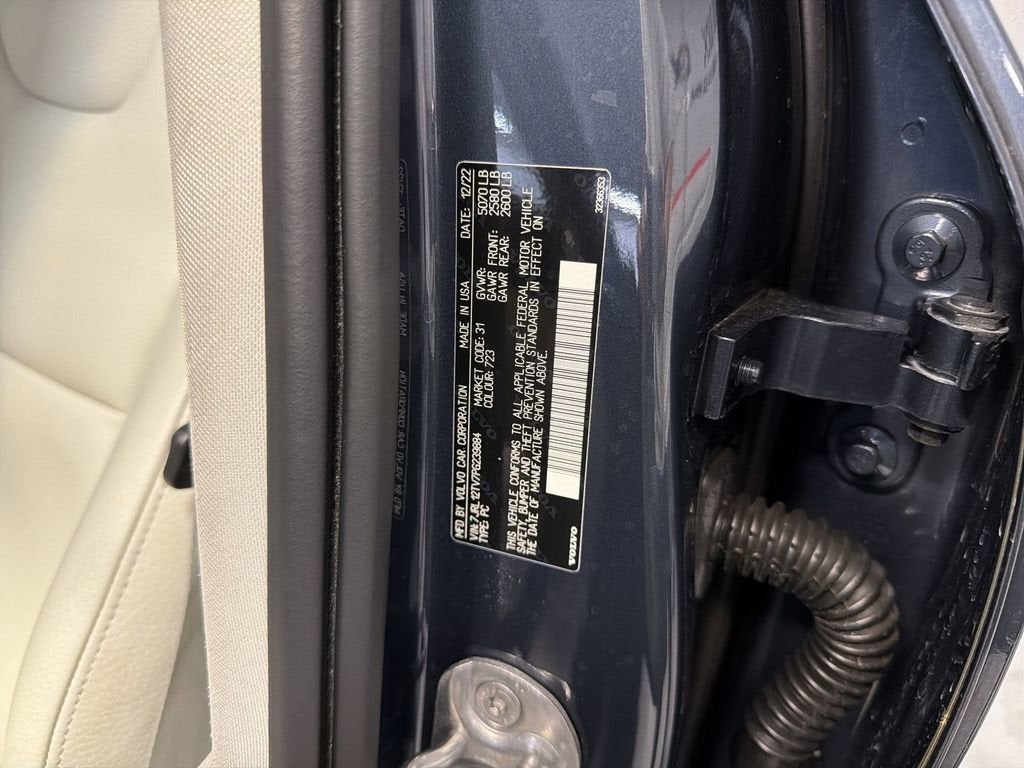 MFD BY VOLVO CAR CORPORATION MADE IN USA DATE: 12/22
VIN: 7JRL12TV7PG239884 MARKET CODE: 31 GVWR: 5070 LB
TYPE: PC COLOUR: 723 GAWR FRONT: 2580 LB
GAWR REAR: 2600 LB
THIS VEHICLE CONFORMS TO ALL APPLICABLE FEDERAL MOTOR VEHICLE
SAFETY, BUMPER AND THEFT PREVENTION STANDARDS IN EFFECT ON
THE DATE OF MANUFACTURE SHOWN ABOVE.
VOLVO